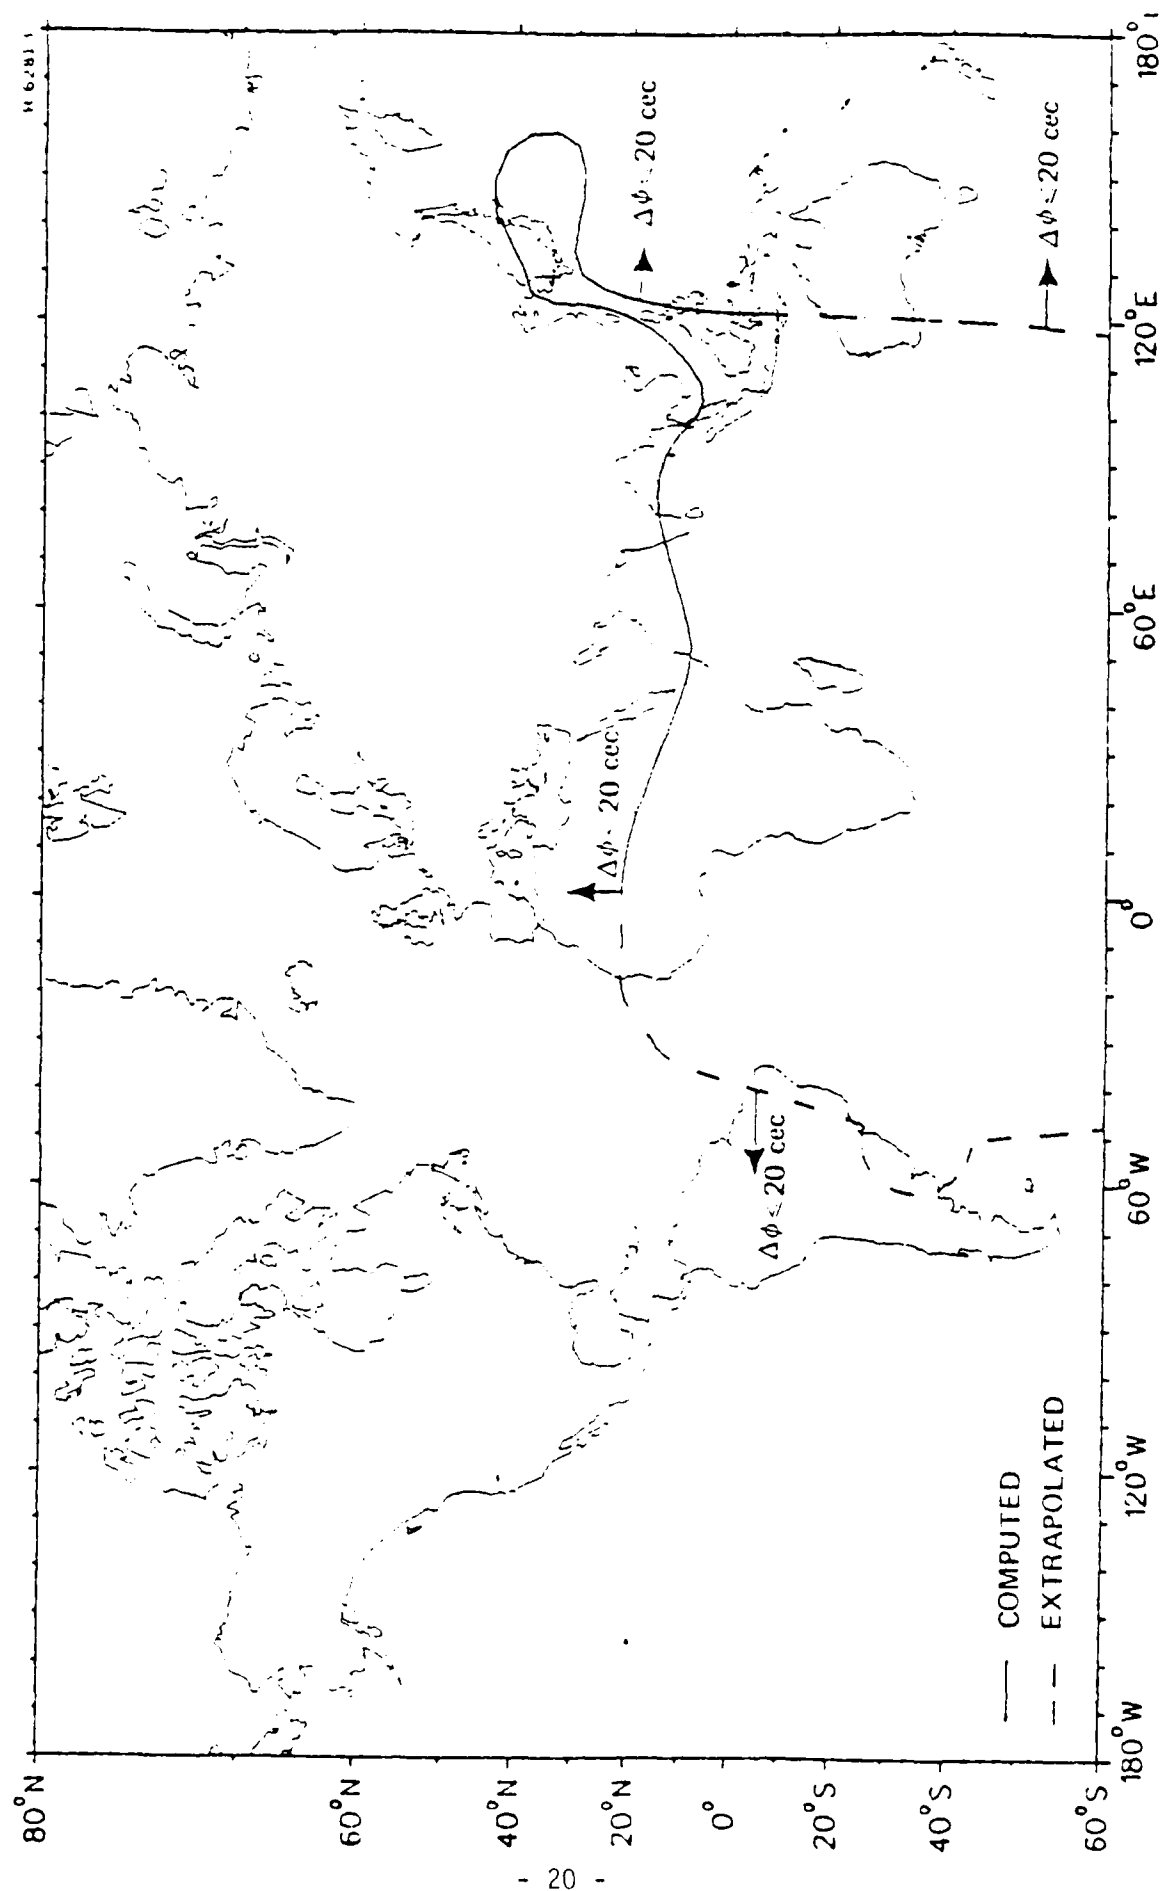 80°N
60°N
40°N
20°N
0°
20°S
40°S
60°S
180°W
120°W
60°W
0°
60°E
120°E
180°
Δϕ ≤ 20 cec
Δϕ ≤ 20 cec
Δϕ 20 cec
Δϕ ≤ 20 cec
COMPUTED
EXTRAPOLATED
- 20 -